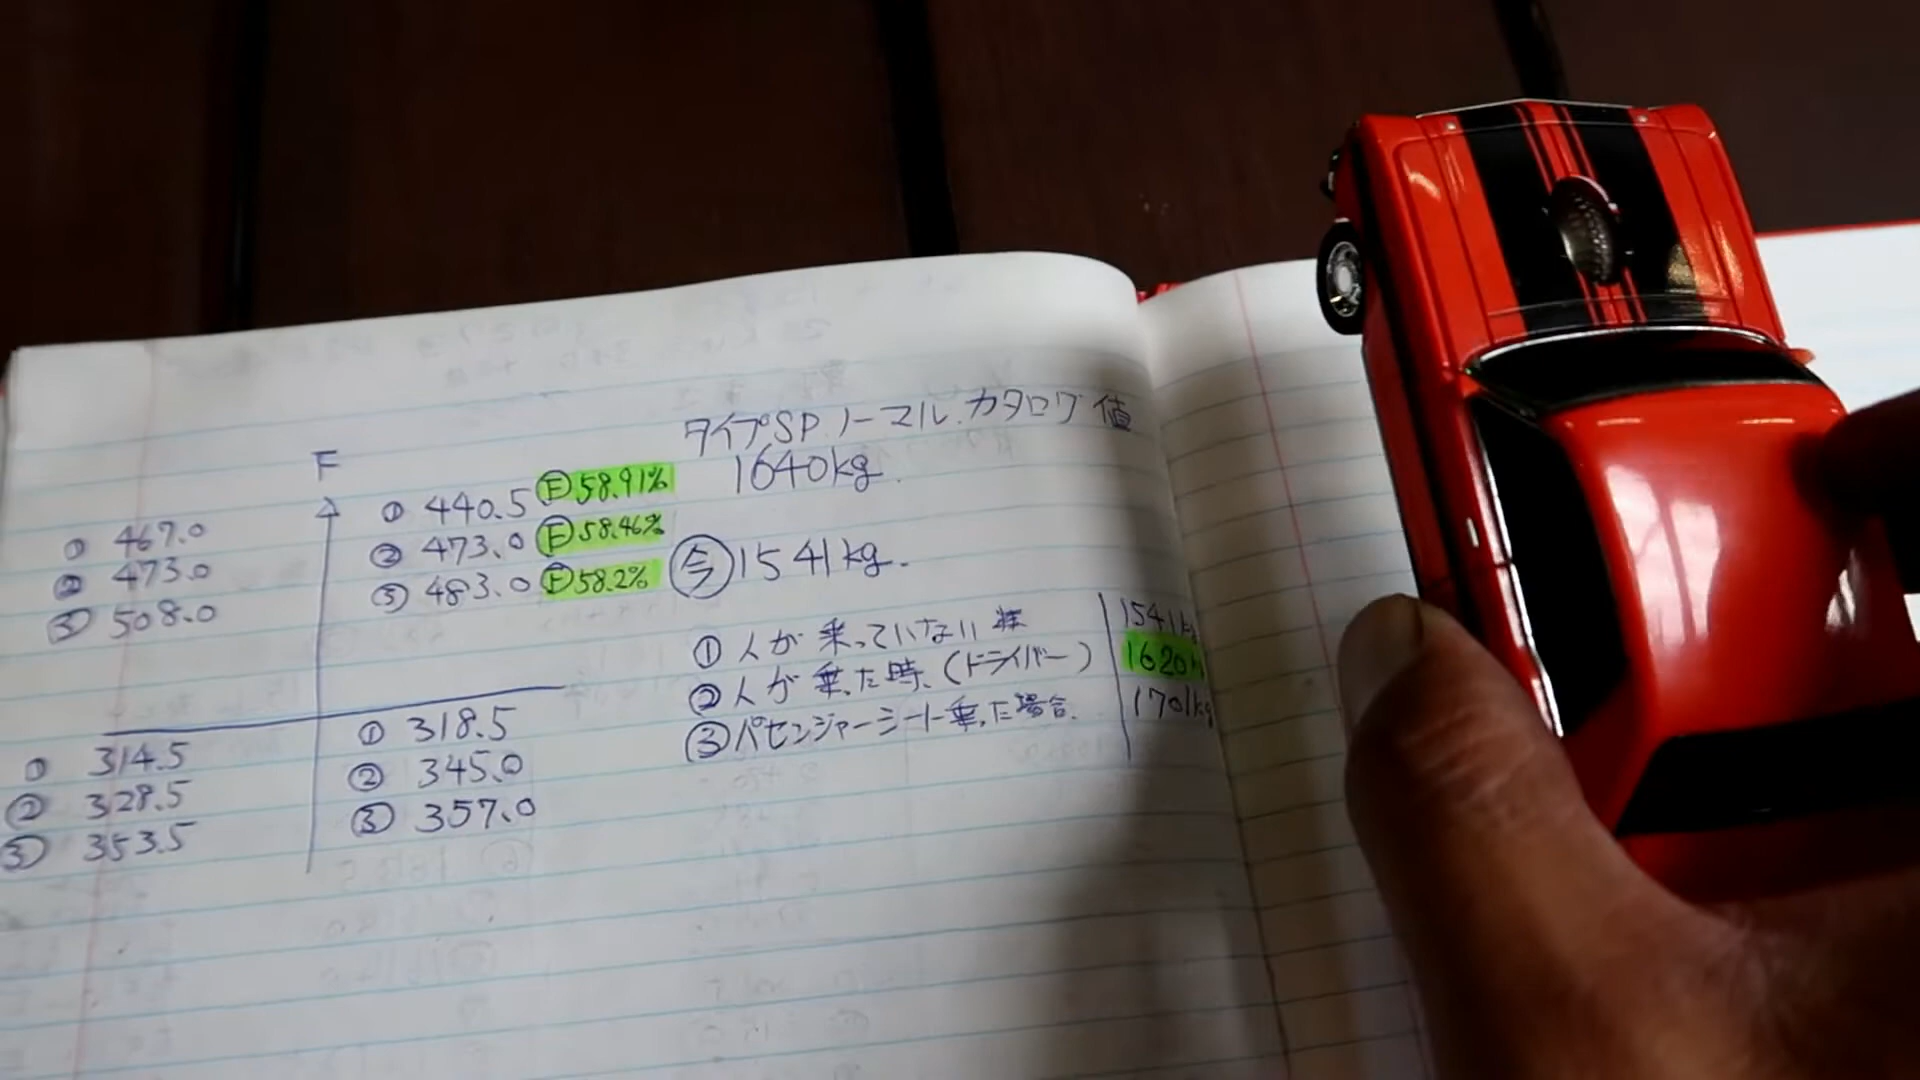 タイプSP ノーマル.カタログ値
1640kg.
F
① 467.0
② 473.0
③ 508.0
① 440.5 Ⓕ58.91%
② 473.0 Ⓕ58.46%
③ 483.0 Ⓕ58.2%
㋿今 1541kg.
① 314.5
② 328.5
③ 353.5
① 318.5
② 345.0
③ 357.0
① 人が乗っていない 1541kg
② 人が乗った時、(ドライバー) 1620
③ パセンジャーシート乗った場合. 1701kg